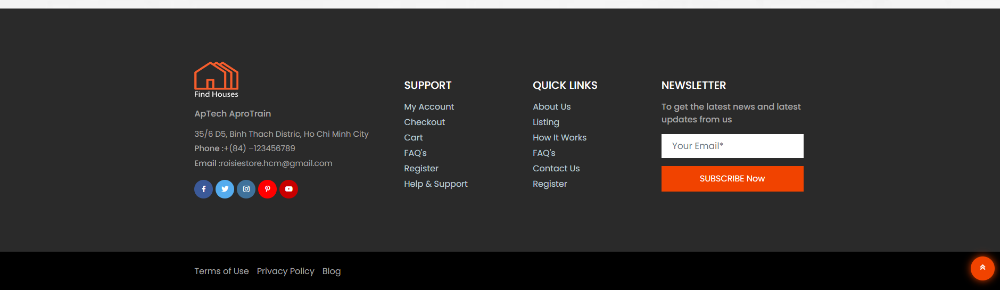 Find Houses
ApTech AproTrain
35/6 D5, Binh Thach Distric, Ho Chi Minh City
Phone :+(84) –123456789
Email :roisiestore.hcm@gmail.com
SUPPORT
My Account
Checkout
Cart
FAQ's
Register
Help & Support
QUICK LINKS
About Us
Listing
How It Works
FAQ's
Contact Us
Register
NEWSLETTER
To get the latest news and latest
updates from us
Your Email*
SUBSCRIBE Now
Terms of Use Privacy Policy Blog